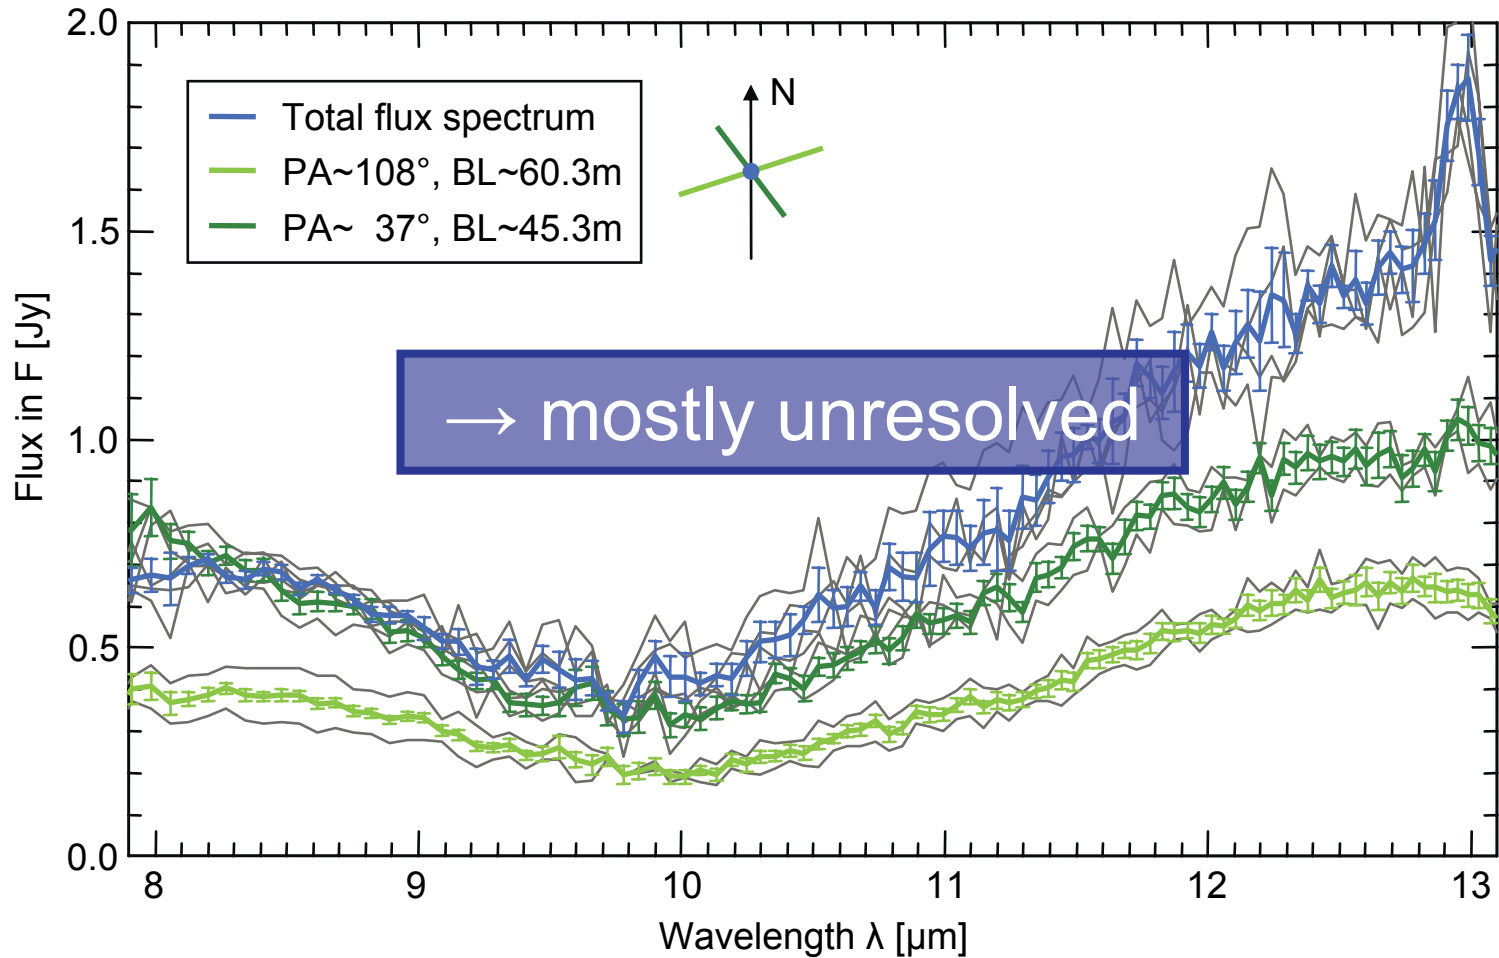 2.0
1.5
1.0
0.5
0.0
Flux in F [Jy]
Total flux spectrum
PA~108°, BL~60.3m
PA~ 37°, BL~45.3m
N
→ mostly unresolved
8 9 10 11 12 13
Wavelength λ [µm]